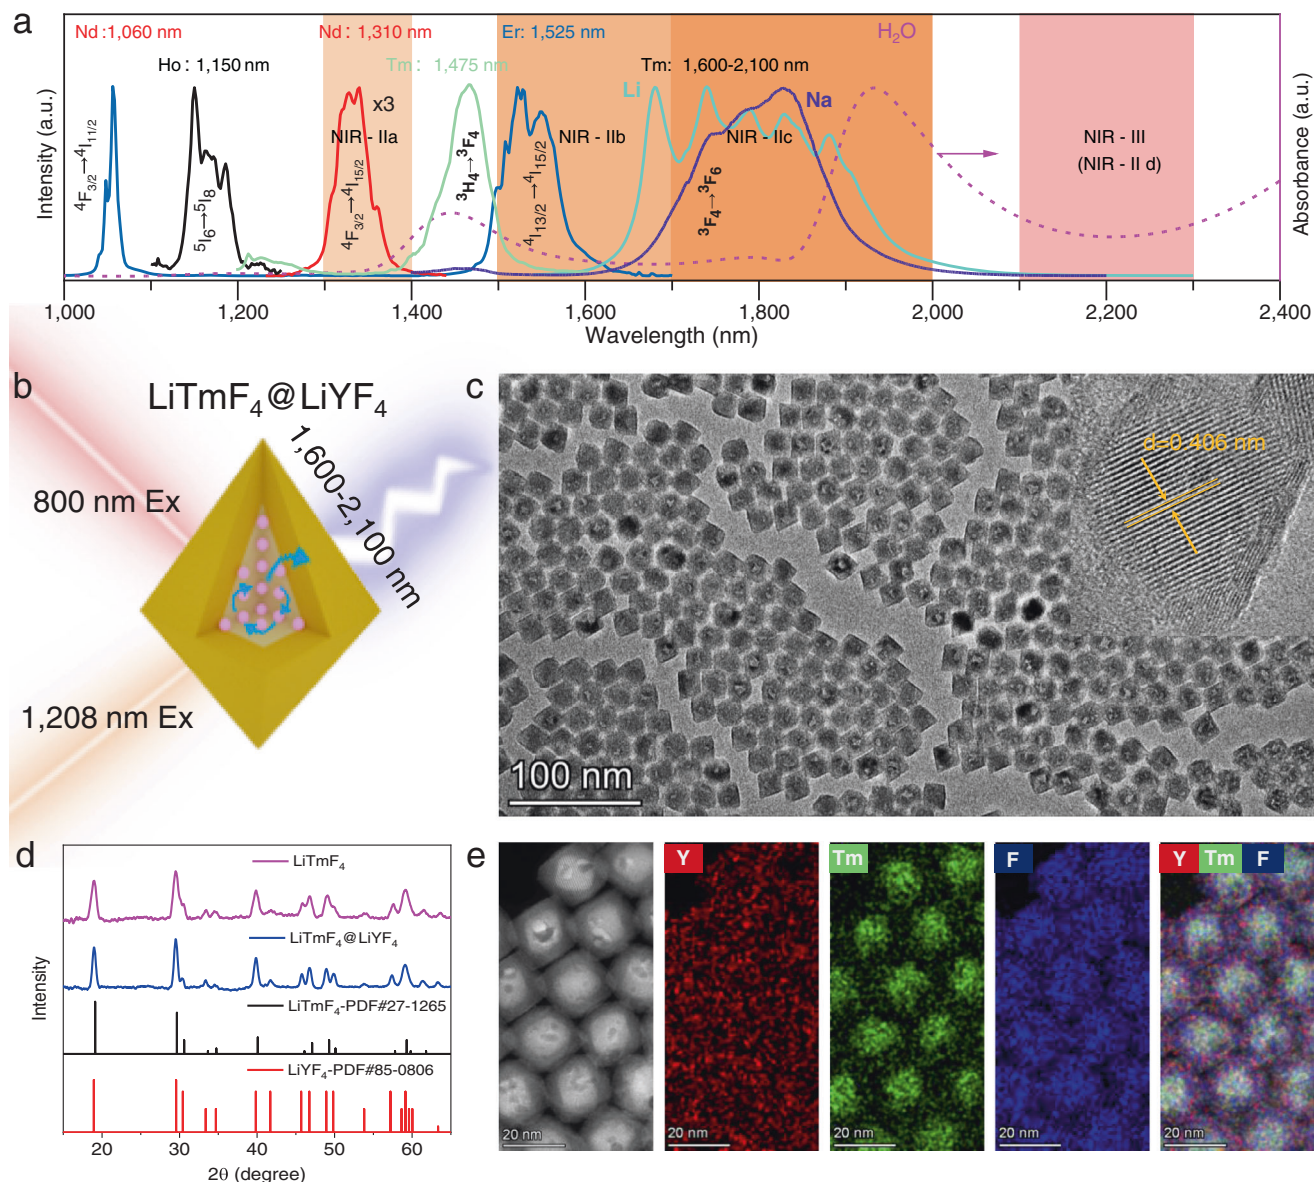 a
Nd:1,060 nm
Nd: 1,310 nm
Er: 1,525 nm
H₂O
Ho: 1,150 nm
Tm: 1,475 nm
Tm: 1,600-2,100 nm
x3
Li
Na
NIR - IIa
NIR - IIb
NIR - IIc
NIR - III
(NIR - II d)
⁴F₃/₂→⁴I₁₁/₂
⁵I₆→⁵I₈
⁴F₃/₂→⁴I₁₅/₂
³H₄→³F₄
⁴I₁₃/₂→⁴I₁₅/₂
³F₄→³F₆
Intensity (a.u.)
Absorbance (a.u.)
1,000 1,200 1,400 1,600 1,800 2,000 2,200 2,400
Wavelength (nm)
b
LiTmF₄@LiYF₄
800 nm Ex
1,600-2,100 nm
1,208 nm Ex
c
d=0.406 nm
100 nm
d
LiTmF₄
LiTmF₄@LiYF₄
LiTmF₄-PDF#27-1265
LiYF₄-PDF#85-0806
Intensity
20 30 40 50 60
2θ (degree)
e
Y
Tm
F
Y Tm F
20 nm
20 nm
20 nm
20 nm
20 nm